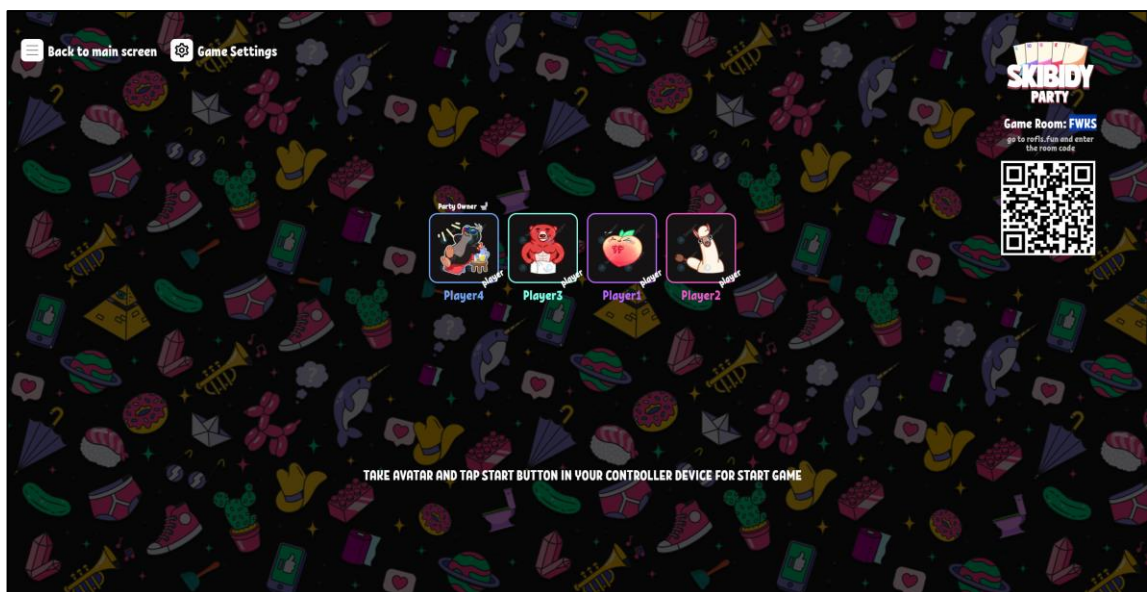 Back to main screen
Game Settings
SKIBIDY
PARTY
Game Room: FWKS
go to rofls.fun and enter
the room code
Party Owner
player
player
player
player
Player4
Player3
Player1
Player2
TAKE AVATAR AND TAP START BUTTON IN YOUR CONTROLLER DEVICE FOR START GAME